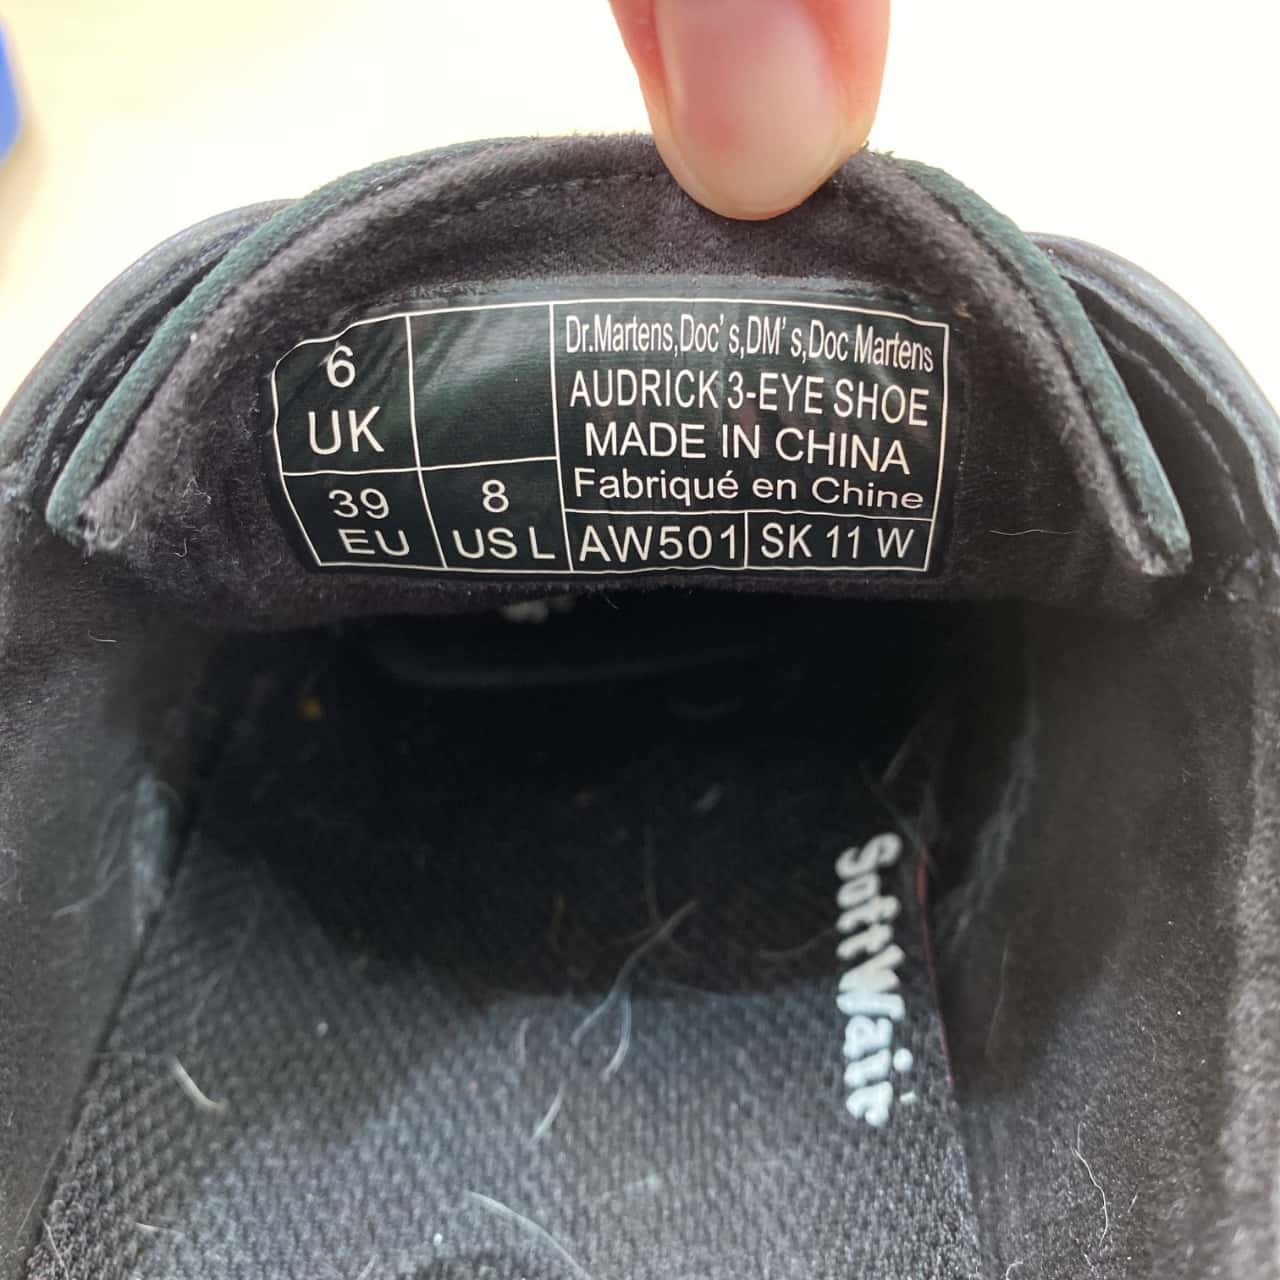 6
UK
39
EU
8
US L
Dr.Martens,Doc's,DM's,Doc Martens
AUDRICK 3-EYE SHOE
MADE IN CHINA
Fabriqué en Chine
AW501
SK 11 W
SoftWair